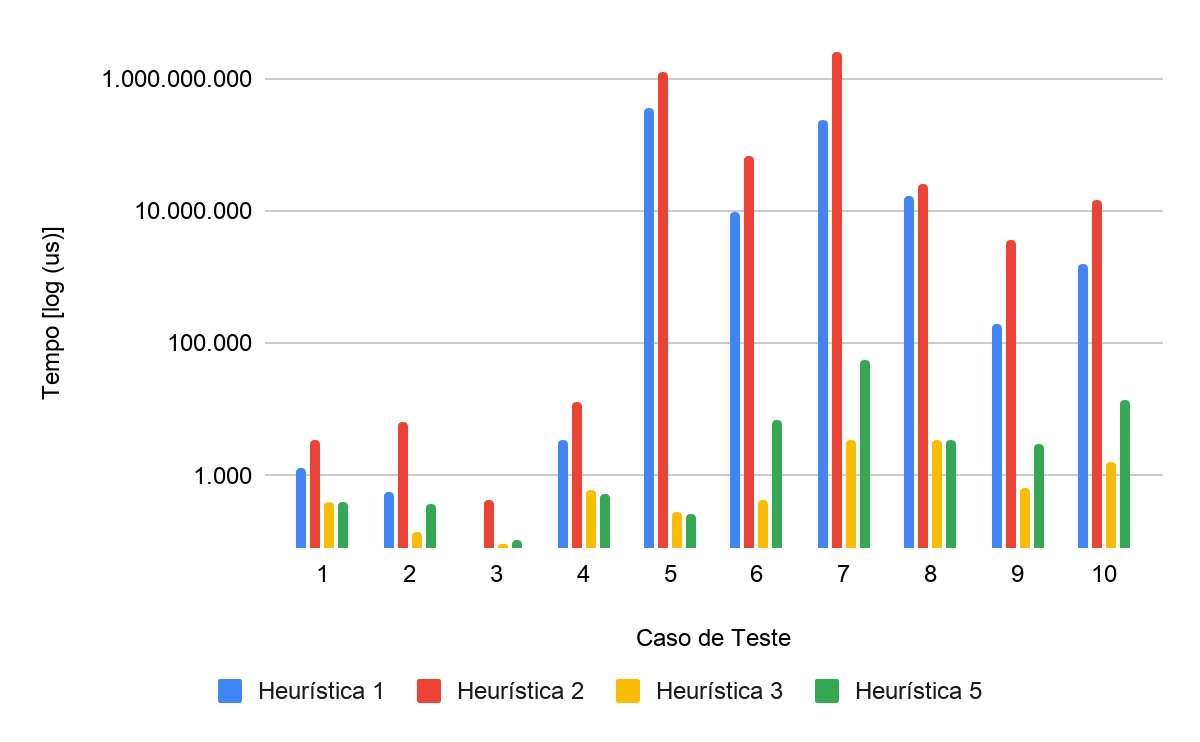 1.000.000.000
10.000.000
100.000
1.000
Tempo [log (us)]
1 2 3 4 5 6 7 8 9 10
Caso de Teste
Heurística 1 Heurística 2 Heurística 3 Heurística 5